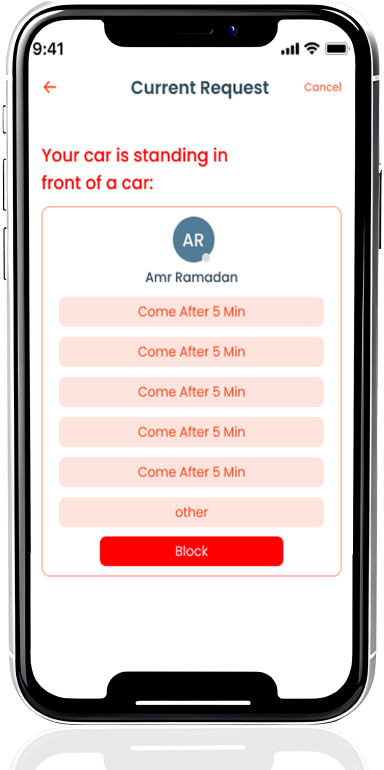 9:41
Current Request
Cancel
Your car is standing in
front of a car:
AR
Amr Ramadan
Come After 5 Min
Come After 5 Min
Come After 5 Min
Come After 5 Min
Come After 5 Min
other
Block